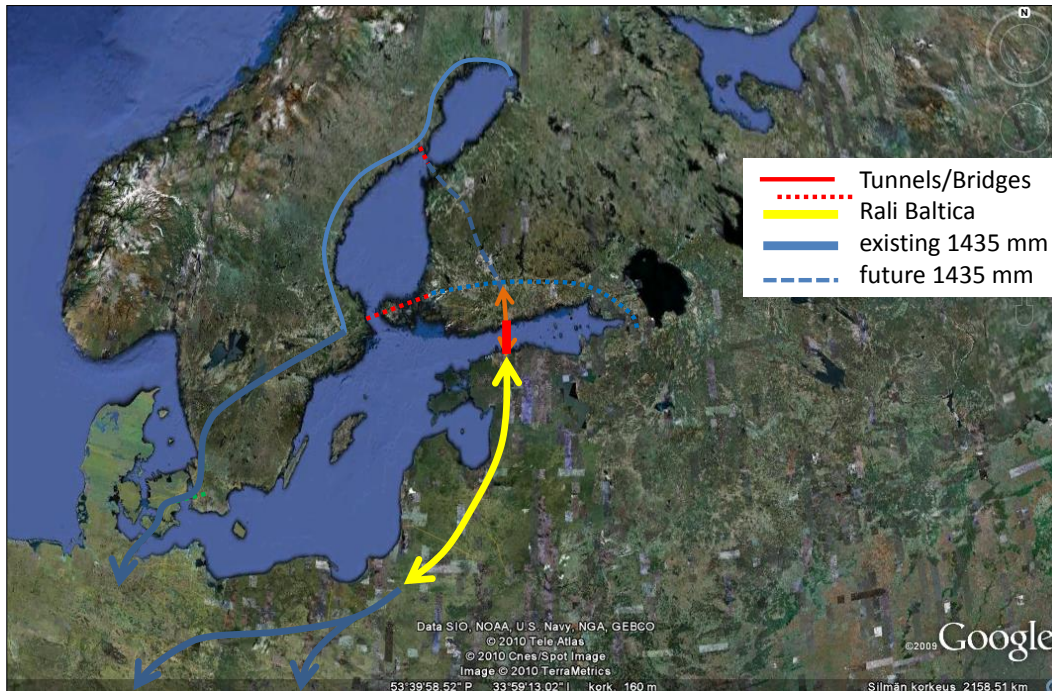 N
Tunnels/Bridges
Rali Baltica
existing 1435 mm
future 1435 mm
Data SIO, NOAA, U.S. Navy, NGA, GEBCO
© 2010 Tele Atlas
© 2010 Cnes/Spot Image
Image © 2010 TerraMetrics
©2009 Google
53°39'58.52" P 33°59'13.02" I kork. 160 m
Silmän korkeus 2158.51 km